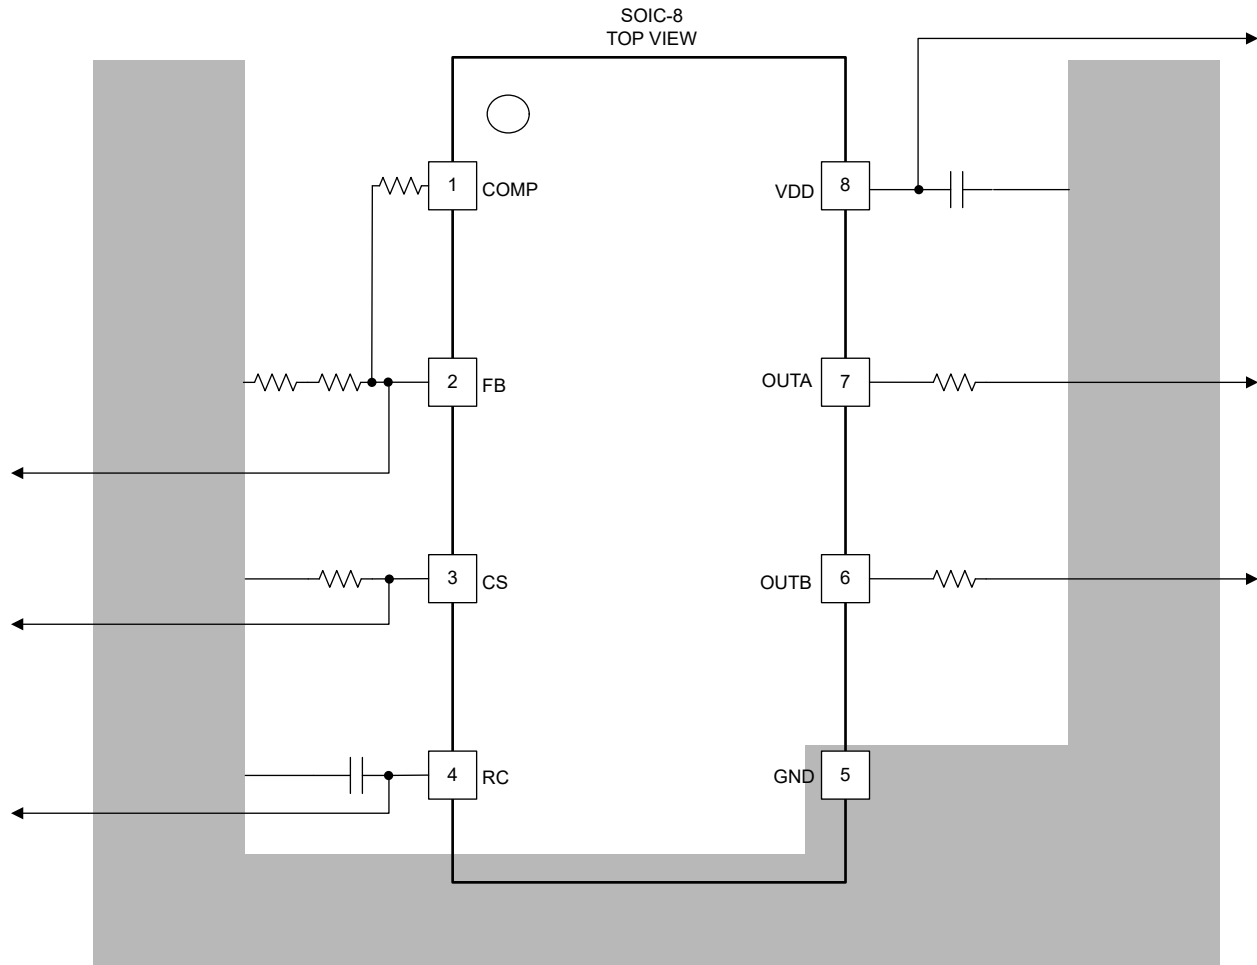 SOIC-8
TOP VIEW
1 COMP
VDD 8
2 FB
OUTA 7
3 CS
OUTB 6
4 RC
GND 5